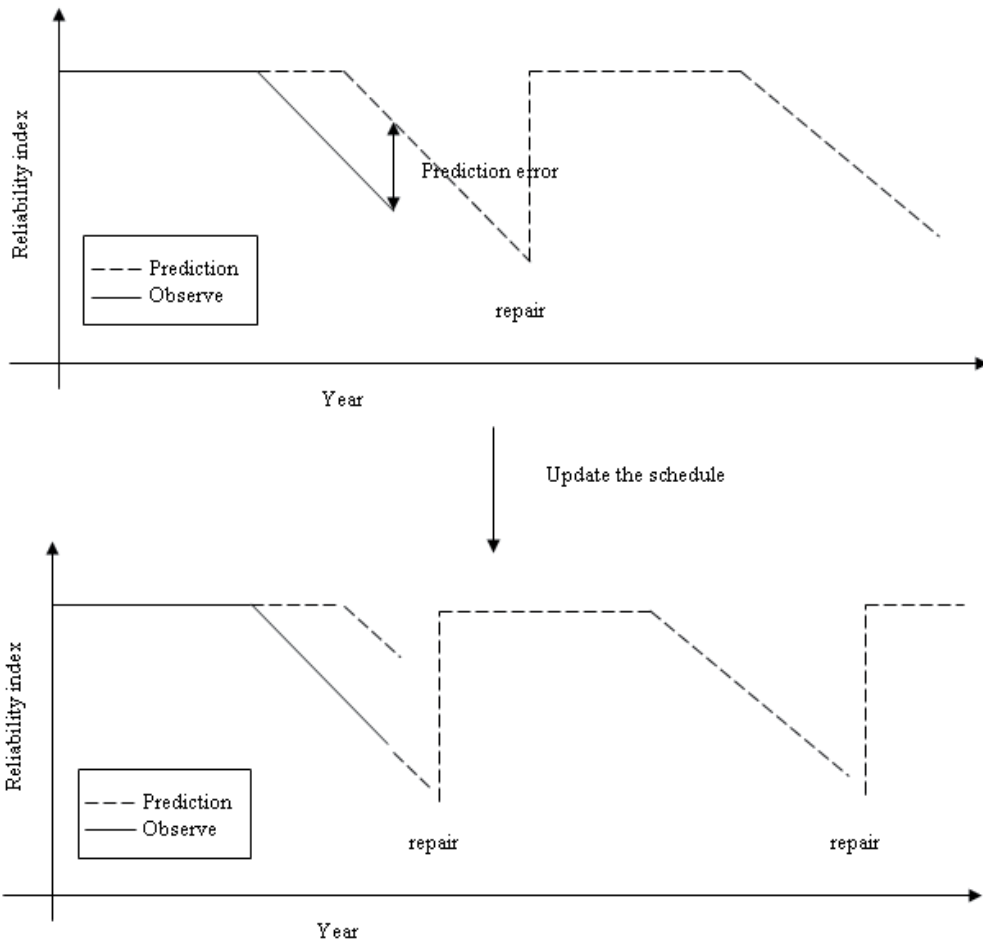 Reliability index
Prediction error
Prediction
Observe
repair
Year
Update the schedule
Reliability index
Prediction
Observe
repair
repair
Year